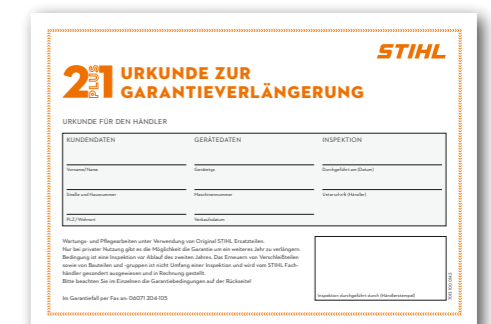 STIHL
2 PLUS 1 URKUNDE ZUR
GARANTIEVERLÄNGERUNG
URKUNDE FÜR DEN HÄNDLER
KUNDENDATEN GERÄTEDATEN INSPEKTION
Vorname/Name Gerätetyp Durchgeführt am (Datum)
Straße und Hausnummer Maschinennummer Unterschrift (Händler)
PLZ/Wohnort Verkaufsdatum
Wartungs- und Pflegearbeiten unter Verwendung von Original STIHL Ersatzteilen.
Nur bei privater Nutzung gibt es die Möglichkeit die Garantie um ein weiteres Jahr zu verlängern.
Bedingung ist eine Inspektion vor Ablauf des zweiten Jahres. Das Erneuern von Verschleißteilen
sowie von Bauteilen und -gruppen ist nicht Umfang einer Inspektion und wird vom STIHL Fach-
händler gesondert ausgewiesen und in Rechnung gestellt.
Bitte beachten Sie im Einzelnen die Garantiebedingungen auf der Rückseite!
Im Garantiefall per Fax an: 06071 204-105
Inspektion durchgeführt durch (Händlerstempel)